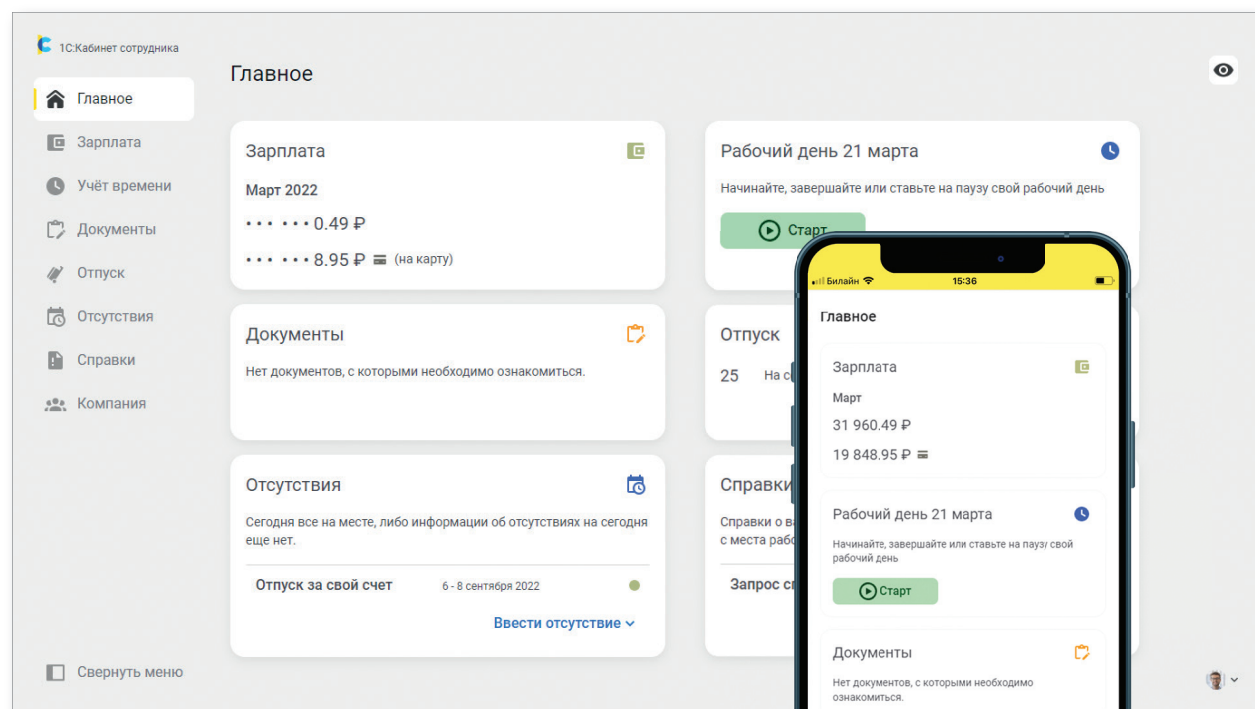 1С:Кабинет сотрудника
Главное
Главное
Зарплата
Учёт времени
Документы
Отпуск
Отсутствия
Справки
Компания
Свернуть меню
Зарплата
Март 2022
• • • • • • 0.49 ₽
• • • • • • 8.95 ₽ (на карту)
Рабочий день 21 марта
Начинайте, завершайте или ставьте на паузу свой рабочий день
Старт
Документы
Нет документов, с которыми необходимо ознакомиться.
Отпуск
25 На
Отсутствия
Сегодня все на месте, либо информации об отсутствиях на сегодня
еще нет.
Отпуск за свой счет 6 - 8 сентября 2022
Ввести отсутствие
Справки
Справки о
с места
Запрос
Билайн 15:36
Главное
Зарплата
Март
31 960.49 ₽
19 848.95 ₽
Рабочий день 21 марта
Начинайте, завершайте или ставьте на паузу свой
рабочий день
Старт
Документы
Нет документов, с которыми необходимо
ознакомиться.